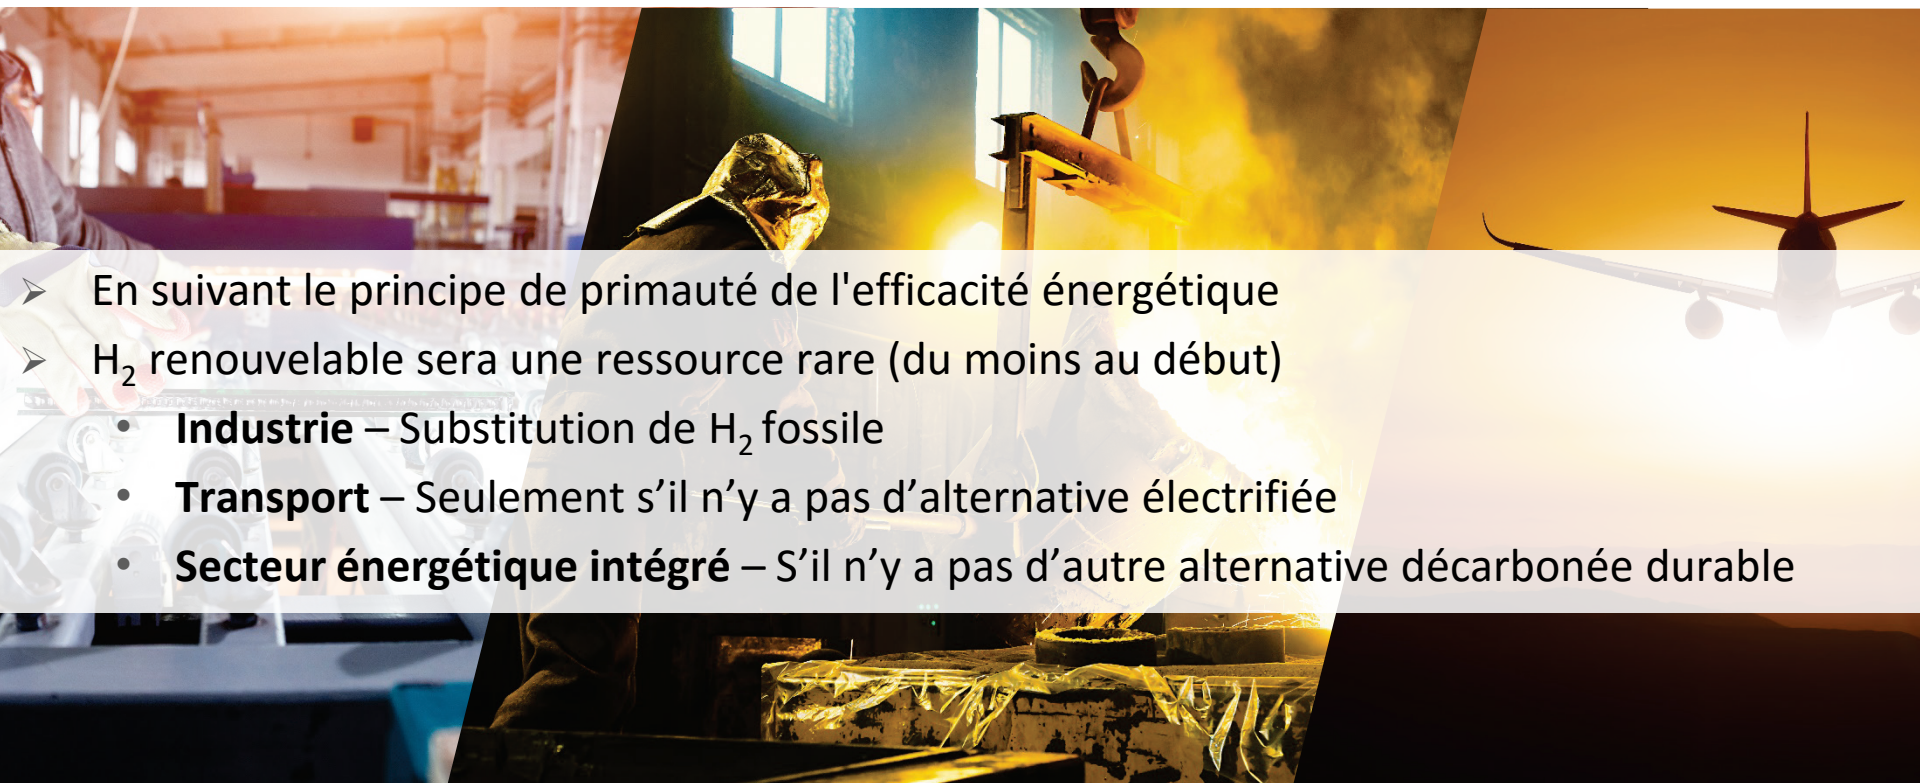 ➢ En suivant le principe de primauté de l'efficacité énergétique
➢ H₂ renouvelable sera une ressource rare (du moins au début)
• Industrie – Substitution de H₂ fossile
• Transport – Seulement s’il n’y a pas d’alternative électrifiée
• Secteur énergétique intégré – S’il n’y a pas d’autre alternative décarbonée durable